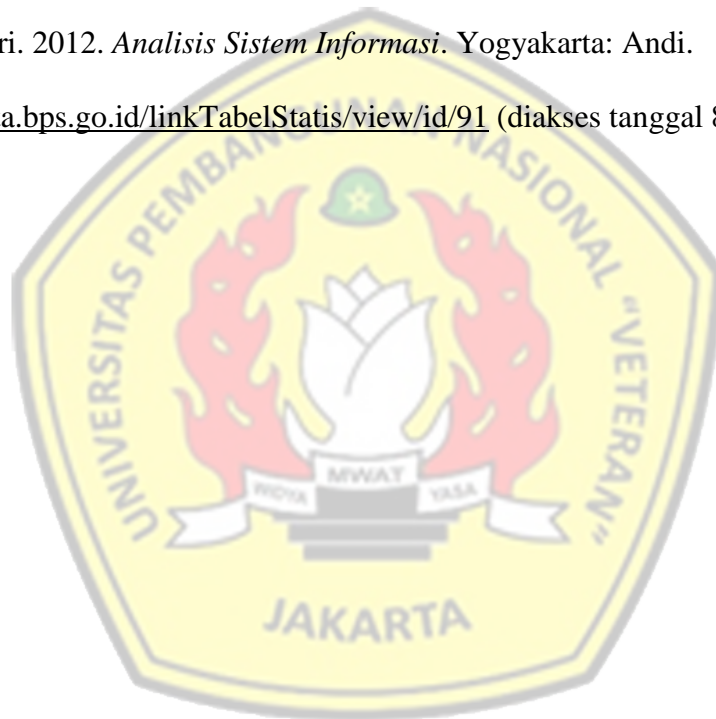 ri. 2012. Analisis Sistem Informasi. Yogyakarta: Andi.
a.bps.go.id/linkTabelStatis/view/id/91 (diakses tanggal 8
UNIVERSITAS PEMBANGUNAN NASIONAL "VETERAN"
WIDYA MWAT YASA
JAKARTA